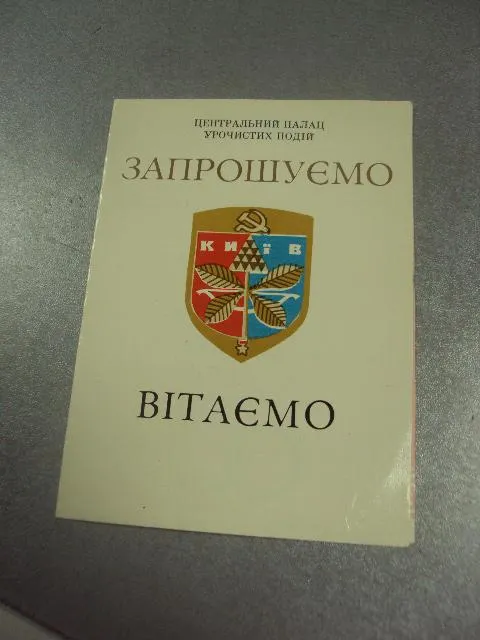 ЦЕНТРАЛЬНИЙ ПАЛАЦ
УРОЧИСТИХ ПОДІЙ
ЗАПРОШУЄМО
КИЇВ
ВІТАЄМО